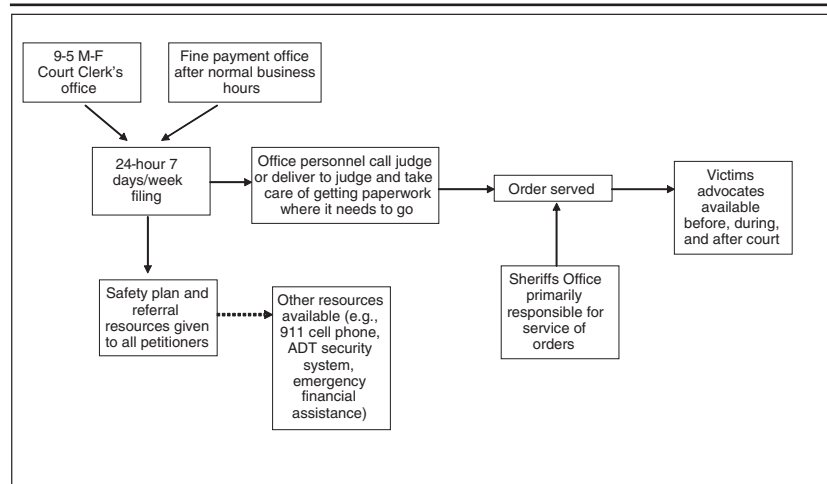 9-5 M-F
Court Clerk's
office
Fine payment office
after normal business
hours
24-hour 7
days/week
filing
Office personnel call judge
or deliver to judge and take
care of getting paperwork
where it needs to go
Order served
Victims
advocates
available
before, during,
and after court
Safety plan and
referral
resources given
to all petitioners
Other resources
available (e.g.,
911 cell phone,
ADT security
system,
emergency
financial
assistance)
Sheriffs Office
primarily
responsible for
service of
orders